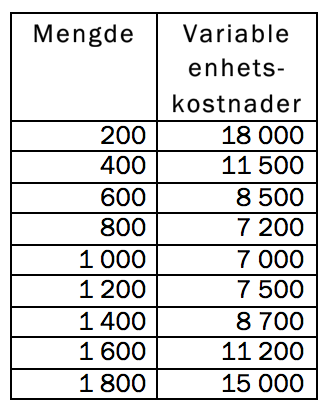 Mengde Variable
enhets-
kostnader
200 18 000
400 11 500
600 8 500
800 7 200
1 000 7 000
1 200 7 500
1 400 8 700
1 600 11 200
1 800 15 000